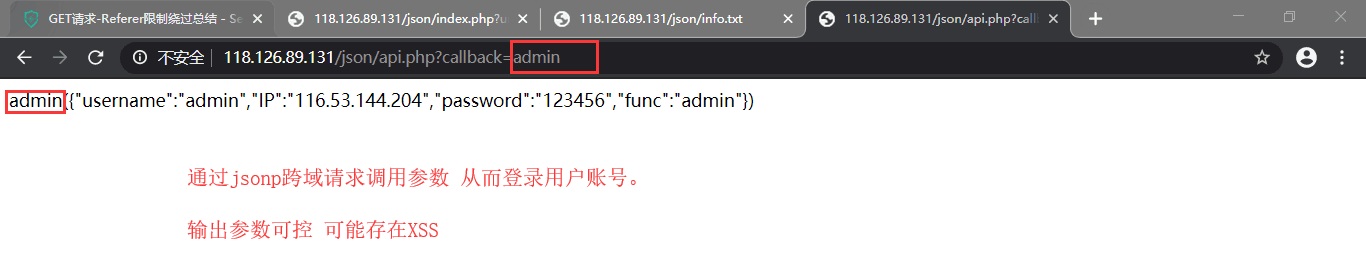 GET请求-Referer限制绕过总结 - Se
118.126.89.131/json/index.php?u
118.126.89.131/json/info.txt
118.126.89.131/json/api.php?call
不安全 | 118.126.89.131/json/api.php?callback=admin
admin({"username":"admin","IP":"116.53.144.204","password":"123456","func":"admin"})
通过jsonp跨域请求调用参数 从而登录用户账号。
输出参数可控 可能存在XSS